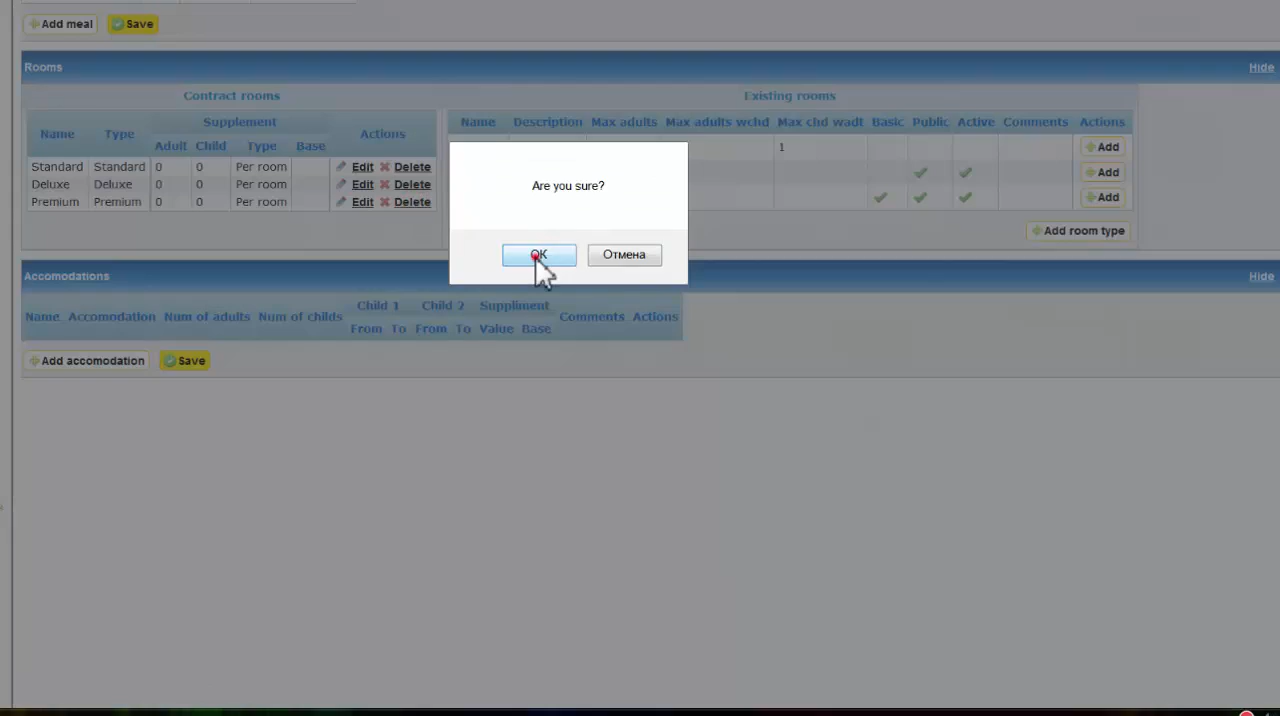 Add meal Save
Rooms Hide
Contract rooms Existing rooms
Name Type Supplement Actions Name Description Max adults Max adults wchd Max chd wadt Basic Public Active Comments Actions
Adult Child Type Base
1 Add
Standard Standard 0 0 Per room Edit Delete Add
Deluxe Deluxe 0 0 Per room Edit Delete
Premium Premium 0 0 Per room Edit Delete Add
Add room type
Are you sure?
OK Отмена
Accomodations Hide
Name Accomodation Num of adults Num of childs Child 1 Child 2 Suppliment Comments Actions
From To From To Value Base
Add accomodation Save